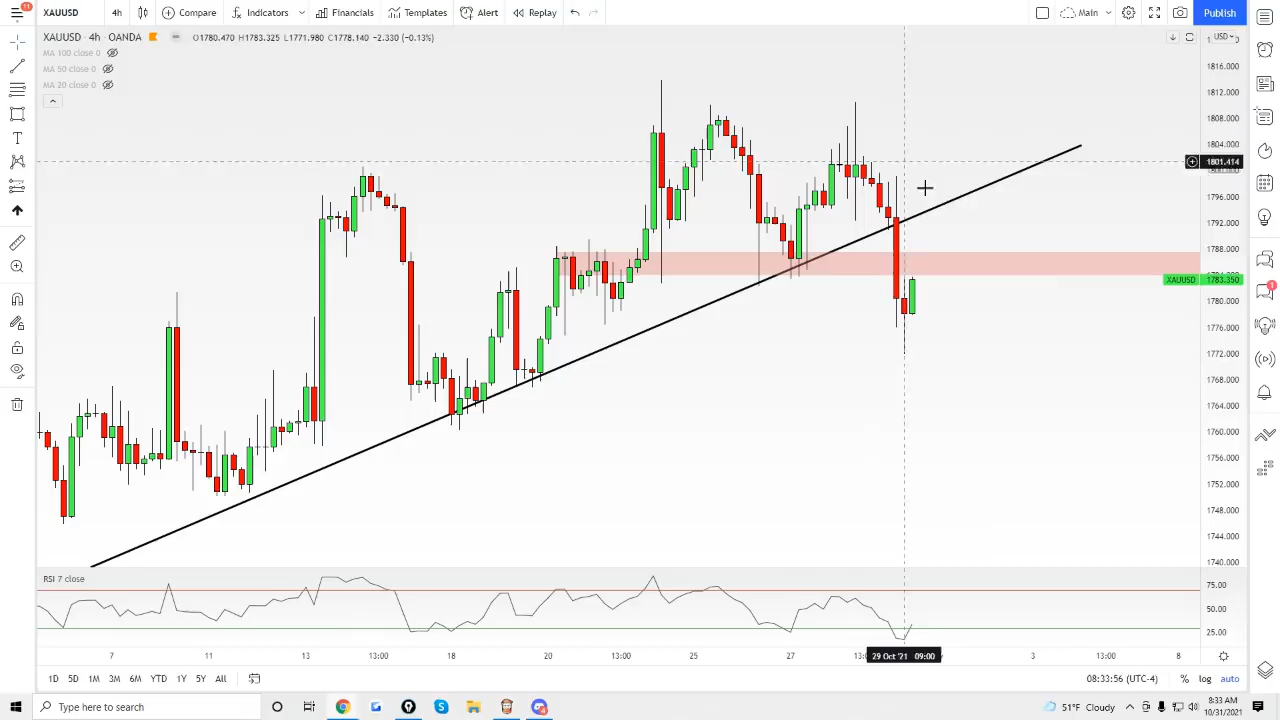 11
XAUUSD 4h Compare Indicators Financials Templates Alert Replay Main Publish
XAUUSD · 4h · OANDA O1780.470 H1783.325 L1771.980 C1778.140 -2.330 (-0.13%)
USD
MA 100 close 0
MA 50 close 0
MA 20 close 0
1816.000
1812.000
1808.000
1804.000
1801.414
1796.000
1792.000
1788.000
XAUUSD 1783.350
1
1780.000
1776.000
1772.000
1768.000
1764.000
1760.000
1756.000
1752.000
1748.000
1744.000
1740.000
RSI 7 close
75.00
50.00
25.00
7 11 13 13:00 18 20 13:00 25 27 29 Oct '21 09:00 3 13:00 8
1D 5D 1M 3M 6M YTD 1Y 5Y All 08:33:56 (UTC-4) % log auto
Type here to search 51°F Cloudy 8:33 AM
10/31/2021